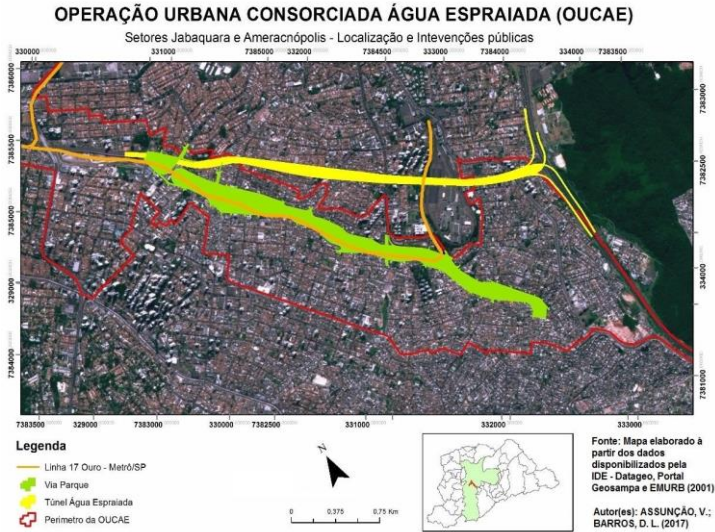 OPERAÇÃO URBANA CONSORCIADA ÁGUA ESPRAIADA (OUCAE)
Setores Jabaquara e Ameracnópolis - Localização e Intevenções públicas
330000 331000 7385000 332000 7384500 333000 7384000 334000 7383500
7386000
7385500
7385000
329000
7384000
7383000
7382500
334000
7381000
7383500 329000 7383000 330000 7382500 331000 332000 333000
Legenda
Linha 17 Ouro - Metrô/SP
Via Parque
Túnel Água Espraiada
Perimetro da OUCAE
N
0 0,375 0,75 Km
Fonte: Mapa elaborado à
partir dos dados
disponibilizados pela
IDE - Datageo, Portal
Geosampa e EMURB (2001)
Autor(es): ASSUNÇÃO, V.;
BARROS, D. L. (2017)